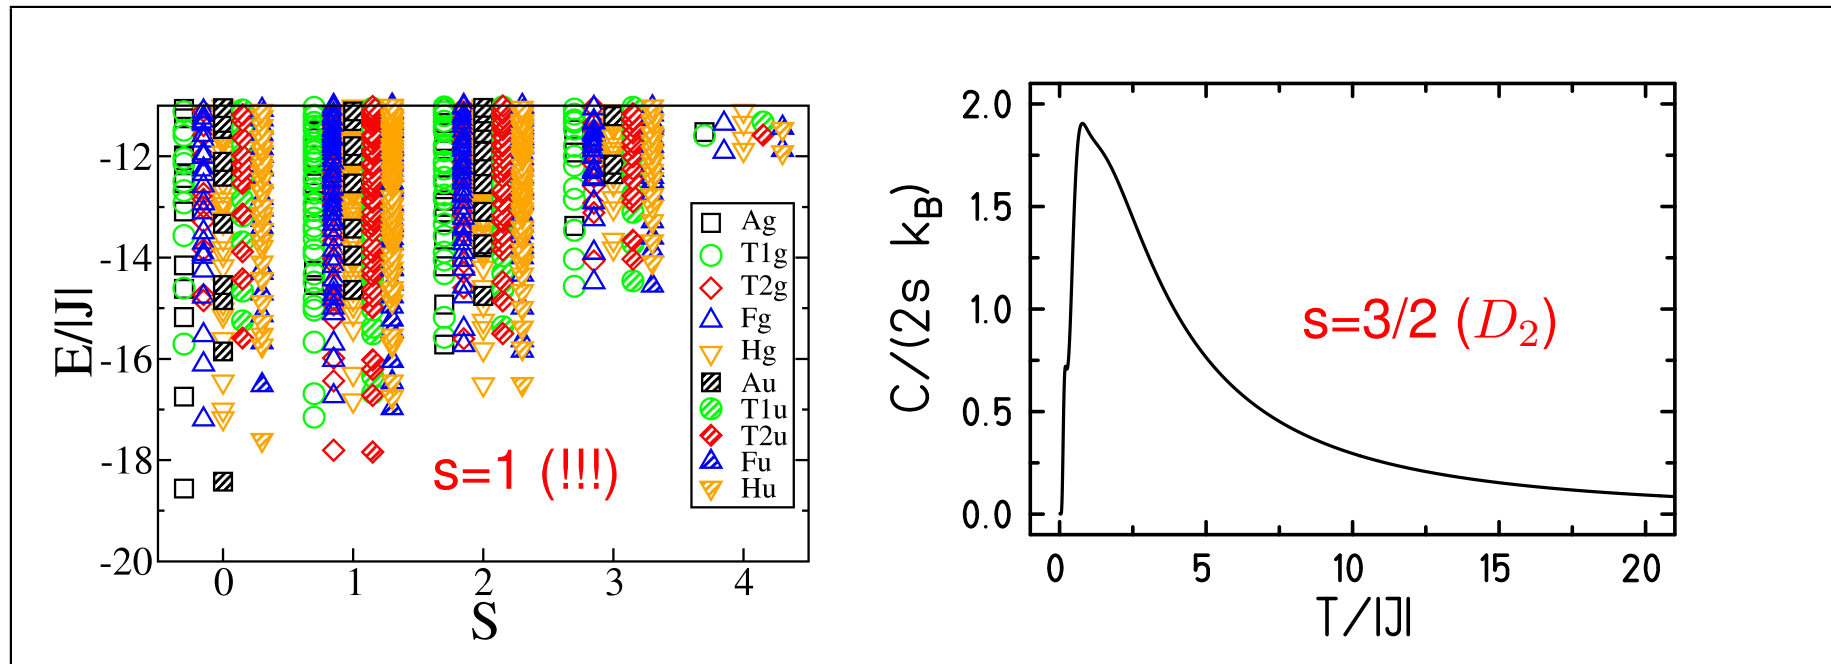 E/|J|
-12
-14
-16
-18
-20
0 1 2 3 4
S
Ag
T1g
T2g
Fg
Hg
Au
T1u
T2u
Fu
Hu
s=1 (!!!)
C/(2s kB)
2.0
1.5
1.0
0.5
0.0
0 5 10 15 20
T/|J|
s=3/2 (D2)